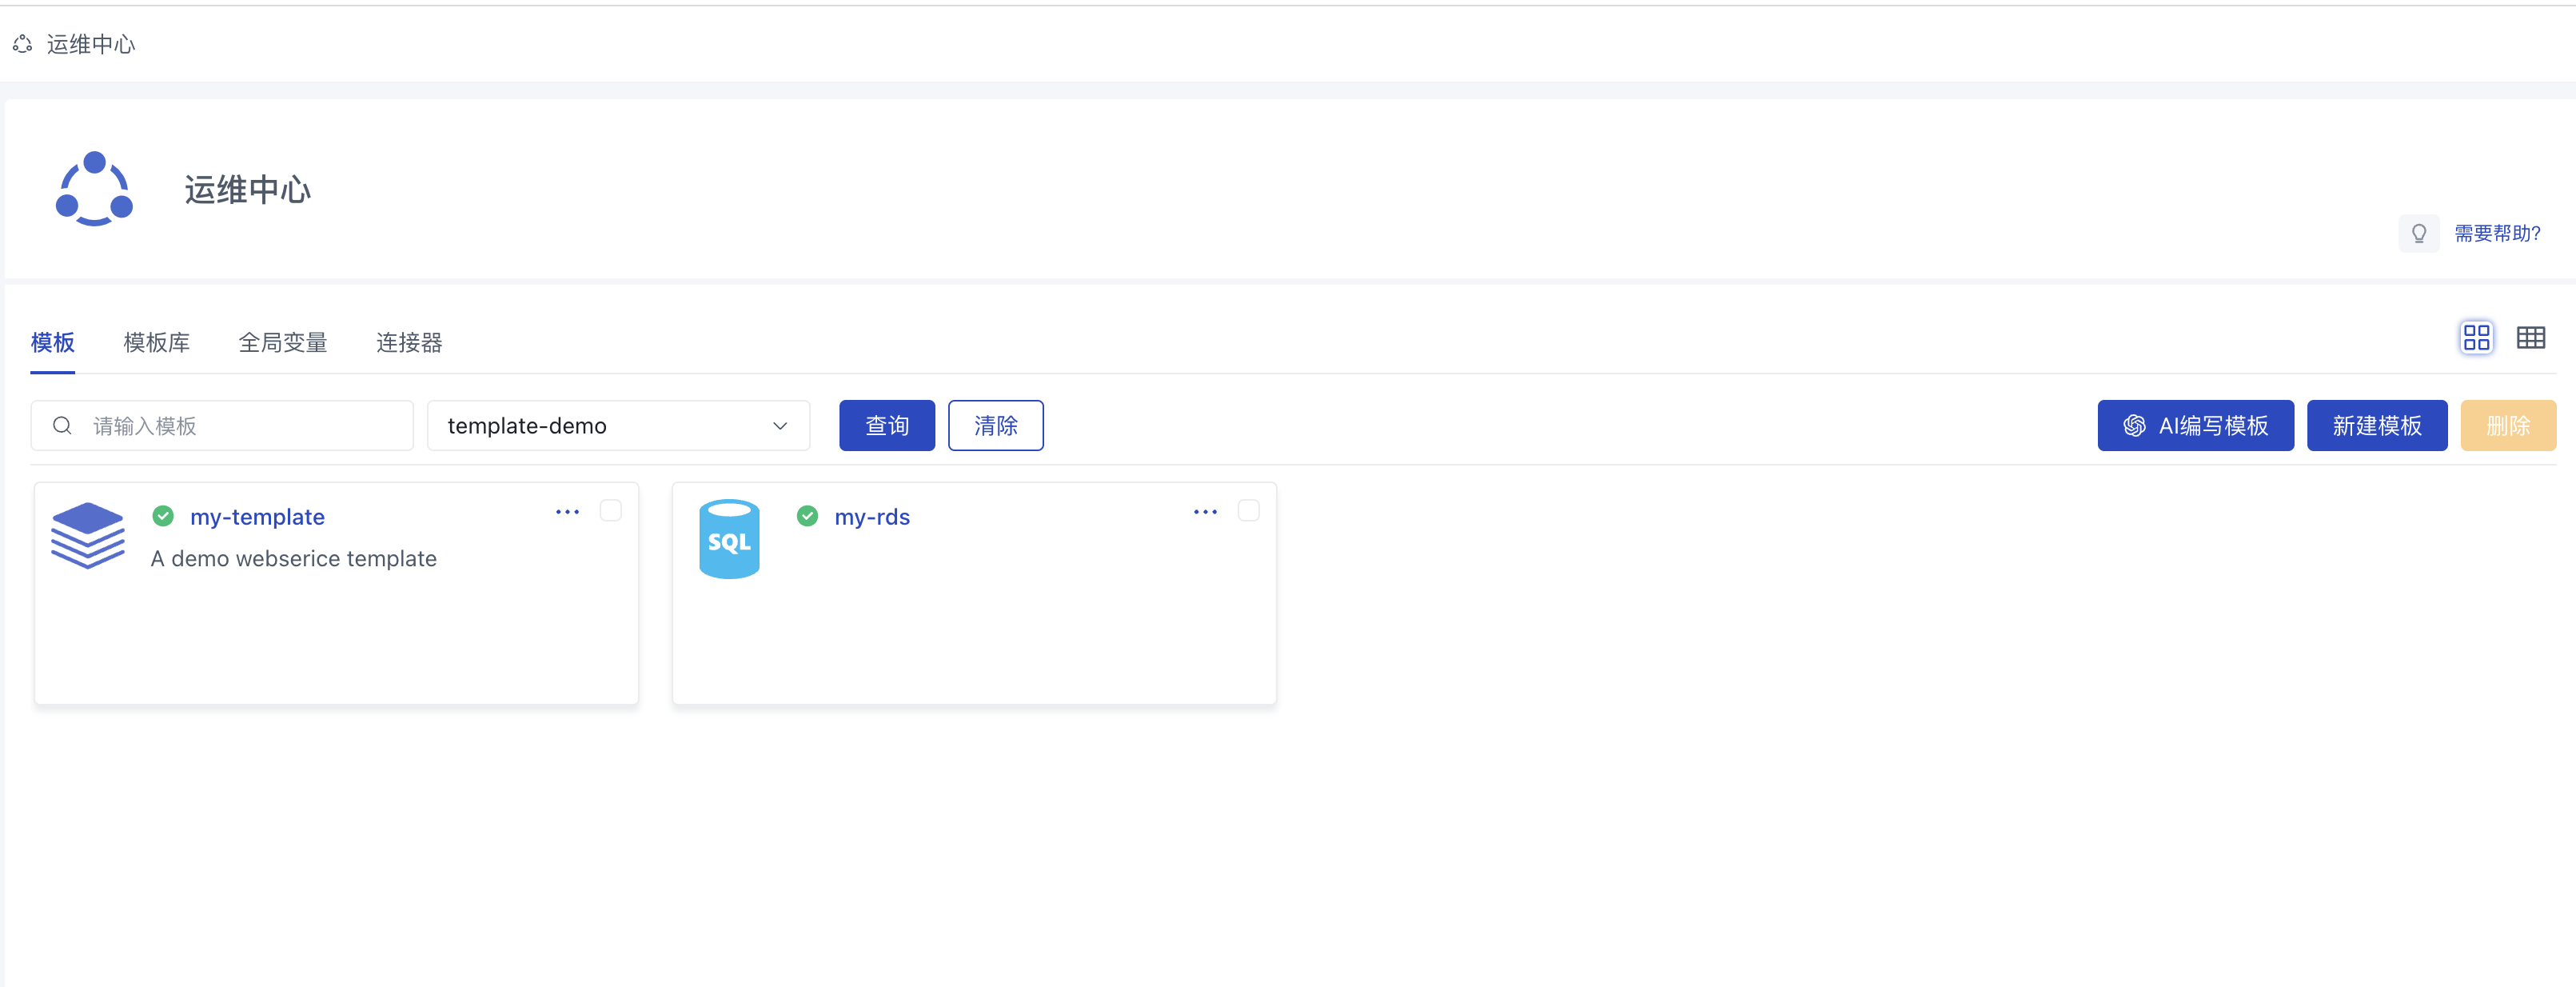 运维中心
运维中心
需要帮助?
模板 模板库 全局变量 连接器
请输入模板 template-demo 查询 清除 AI编写模板 新建模板 删除
my-template
A demo webserice template
SQL
my-rds